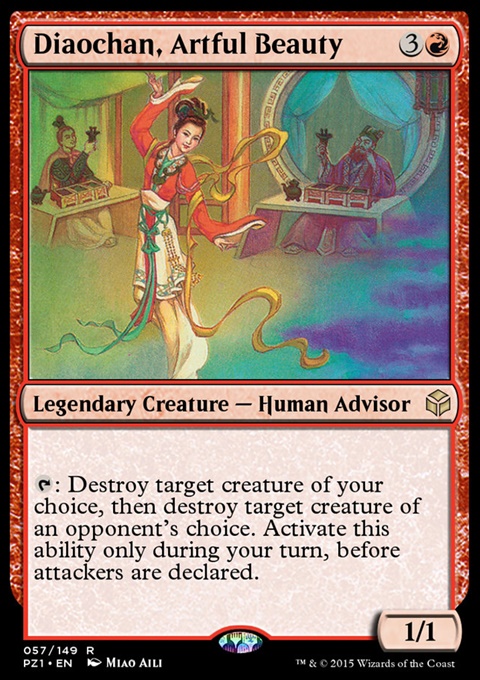 Diaochan, Artful Beauty 3
Legendary Creature — Human Advisor
: Destroy target creature of your
choice, then destroy target creature of
an opponent's choice. Activate this
ability only during your turn, before
attackers are declared.
1/1
057/149 R
PZ1 • EN Miao Aili
™ & © 2015 Wizards of the Coast